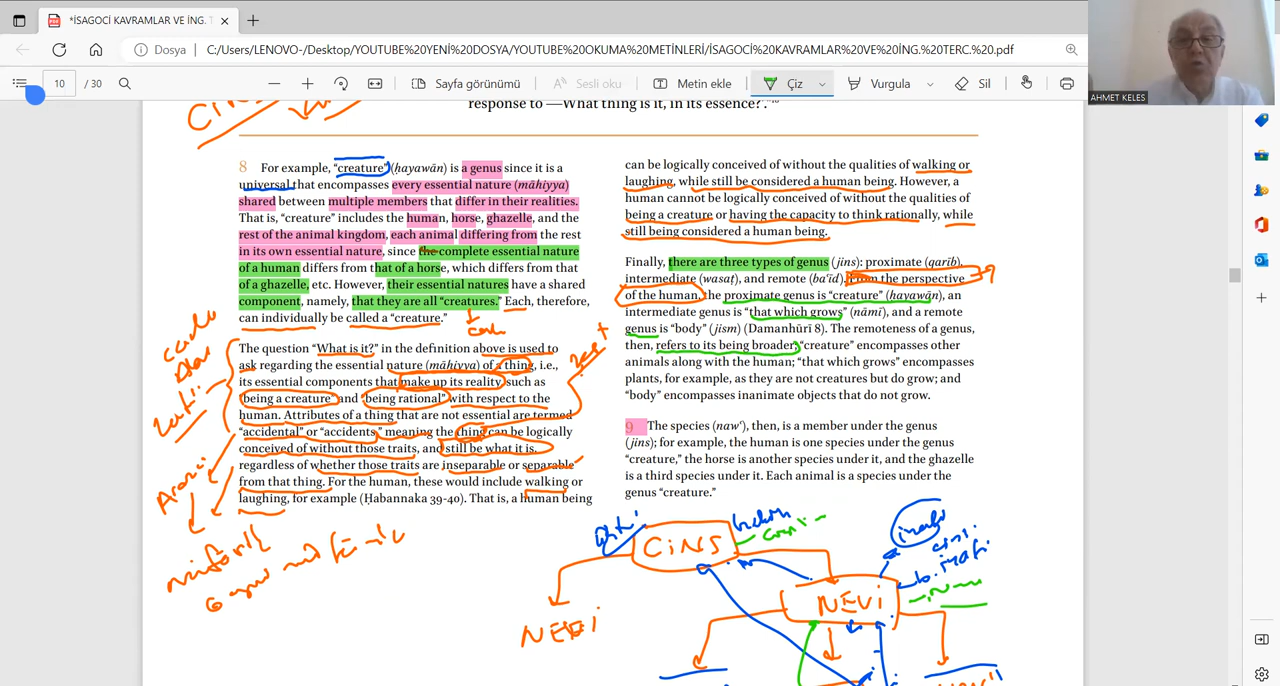 *İSAGOCİ KAVRAMLAR VE İNG. T
Dosya
C:/Users/LENOVO-/Desktop/YOUTUBE%20YENİ%20DOSYA/YOUTUBE%20OKUMA%20METİNLERİ/İSAGOCİ%20KAVRAMLAR%20VE%20İNG.%20TERC.%20.pdf
10 / 30
Sayfa görünümü
Sesli oku
Metin ekle
Çiz
Vurgula
Sil
AHMET KELES
response to —What thing is it, in its essence?’.”
8 For example, “creature” (ḥayawān) is a genus since it is a
universal that encompasses every essential nature (māhiyya)
shared between multiple members that differ in their realities.
That is, “creature” includes the human, horse, ghazelle, and the
rest of the animal kingdom, each animal differing from the rest
in its own essential nature, since the complete essential nature
of a human differs from that of a horse, which differs from that
of a ghazelle, etc. However, their essential natures have a shared
component, namely, that they are all “creatures.” Each, therefore,
can individually be called a “creature.”
The question “What is it?” in the definition above is used to
ask regarding the essential nature (māhiyya) of a thing, i.e.,
its essential components that make up its reality such as
“being a creature” and “being rational” with respect to the
human. Attributes of a thing that are not essential are termed
“accidental” or “accidents,” meaning the thing can be logically
conceived of without those traits, and still be what it is,
regardless of whether those traits are inseparable or separable
from that thing. For the human, these would include walking or
laughing, for example (Ḥabannaka 39-40). That is, a human being
can be logically conceived of without the qualities of walking or
laughing, while still be considered a human being. However, a
human cannot be logically conceived of without the qualities of
being a creature or having the capacity to think rationally, while
still being considered a human being.
Finally, there are three types of genus (jins): proximate (qarīb),
intermediate (wasaṭ), and remote (baʿīd). From the perspective
of the human, the proximate genus is “creature” (ḥayawān), an
intermediate genus is “that which grows” (nāmī), and a remote
genus is “body” (jism) (Damanhūrī 8). The remoteness of a genus,
then, refers to its being broader; “creature” encompasses other
animals along with the human; “that which grows” encompasses
plants, for example, as they are not creatures but do grow; and
“body” encompasses inanimate objects that do not grow.
9 The species (nawʿ), then, is a member under the genus
(jins); for example, the human is one species under the genus
“creature,” the horse is another species under it, and the gazelle
is a third species under it. Each animal is a species under the
genus “creature.”
CİNS
NEVİ
NEVİ